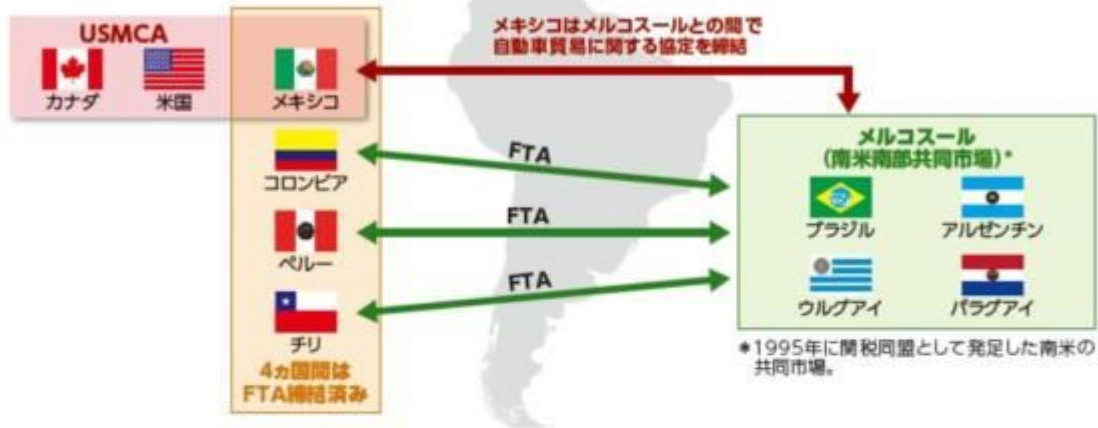 USMCA
カナダ
米国
メキシコ
メキシコはメルコスールとの間で
自動車貿易に関する協定を締結
コロンビア
ペルー
チリ
4ヵ国間は
FTA締結済み
FTA
FTA
FTA
メルコスール
(南米南部共同市場)*
ブラジル
アルゼンチン
ウルグアイ
パラグアイ
*1995年に関税同盟として発足した南米の
共同市場。